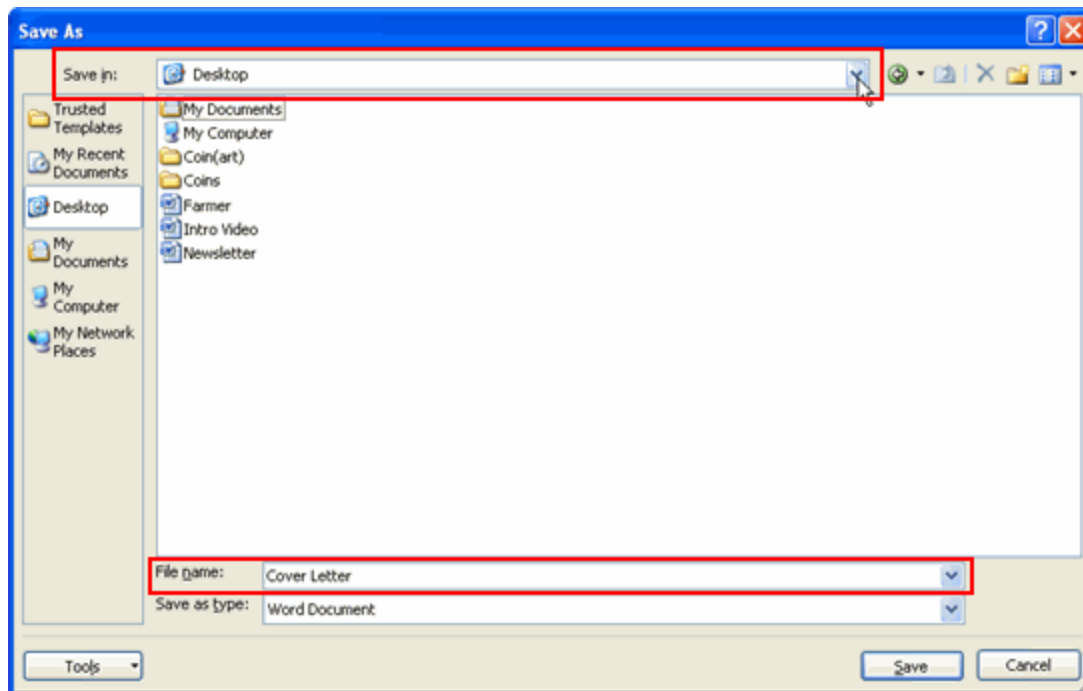 Save As
Save in:
Desktop
Trusted
Templates
My Recent
Documents
Desktop
My
Documents
My
Computer
My Network
Places
My Documents
My Computer
Coin(art)
Coins
Farmer
Intro Video
Newsletter
File name:
Cover Letter
Save as type:
Word Document
Tools
Save
Cancel